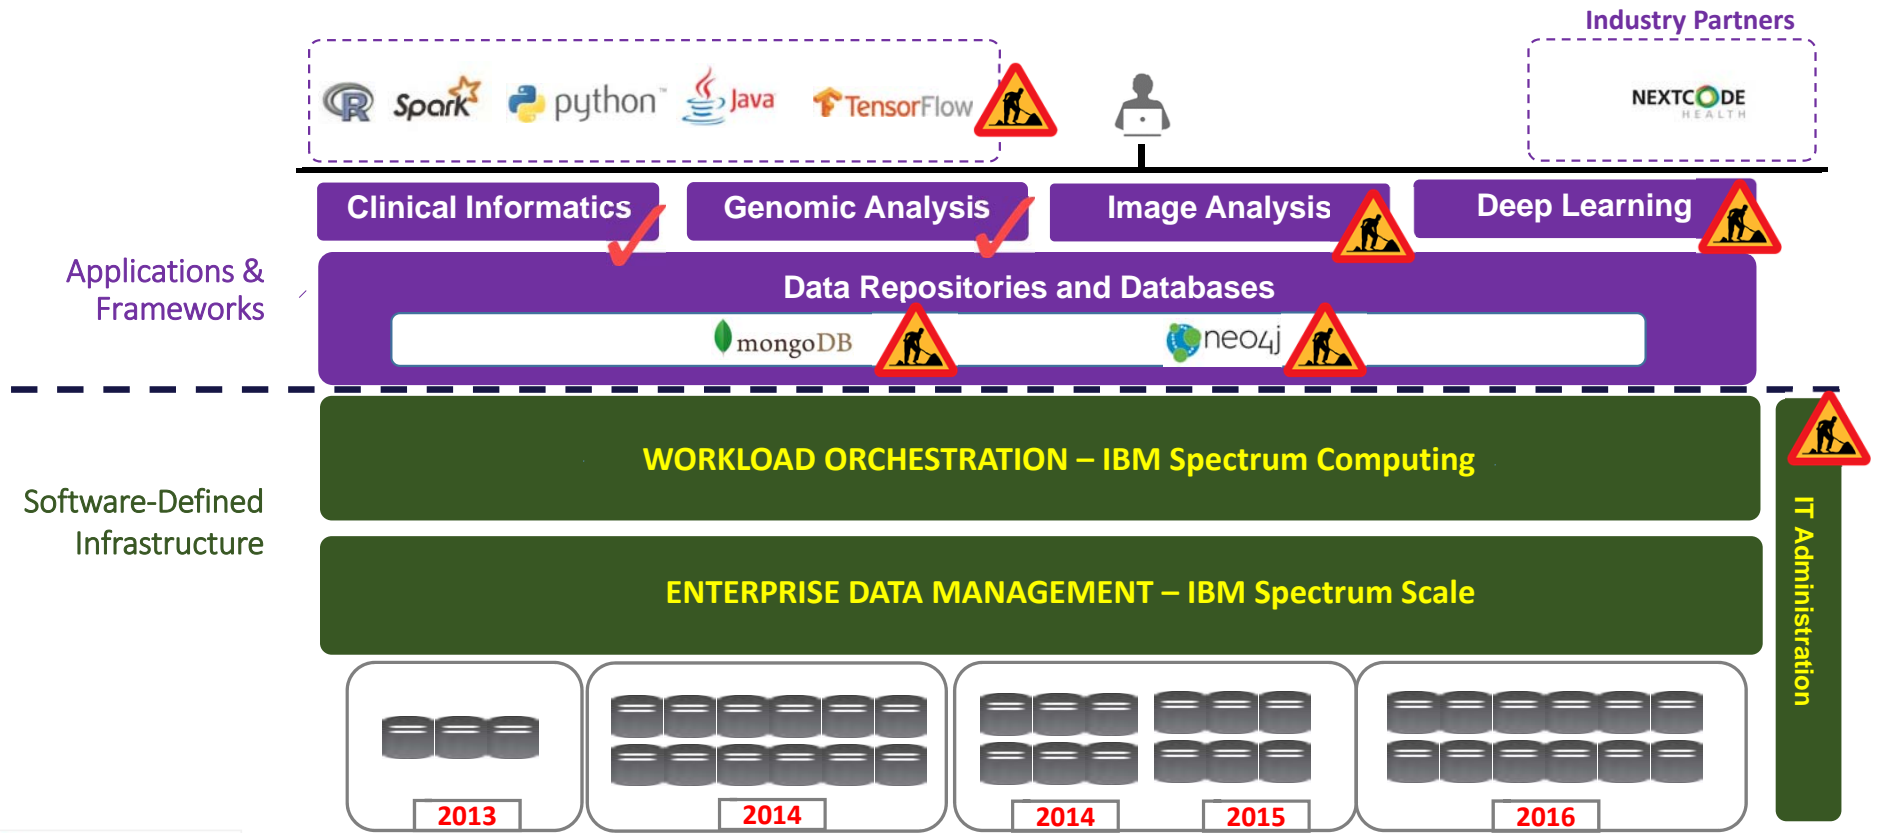 Industry Partners
R
Spark
python™
Java
TensorFlow
NEXTCODE
HEALTH
Clinical Informatics
Genomic Analysis
Image Analysis
Deep Learning
Applications &
Frameworks
Data Repositories and Databases
mongoDB
neo4j
WORKLOAD ORCHESTRATION – IBM Spectrum Computing
Software-Defined
Infrastructure
IT Administration
ENTERPRISE DATA MANAGEMENT – IBM Spectrum Scale
2013
2014
2014
2015
2016